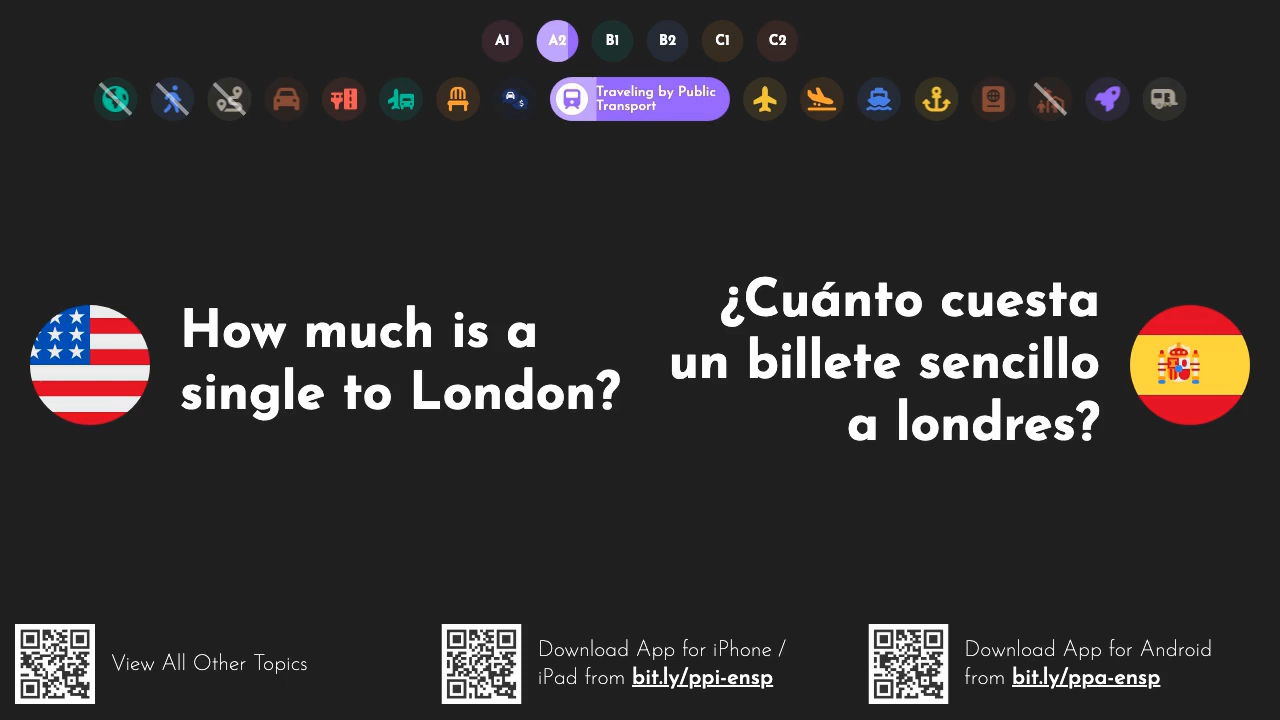 A1 A2 B1 B2 C1 C2
Traveling by Public
Transport
How much is a
single to London?
¿Cuánto cuesta
un billete sencillo
a londres?
View All Other Topics
Download App for iPhone /
iPad from bit.ly/ppi-ensp
Download App for Android
from bit.ly/ppa-ensp